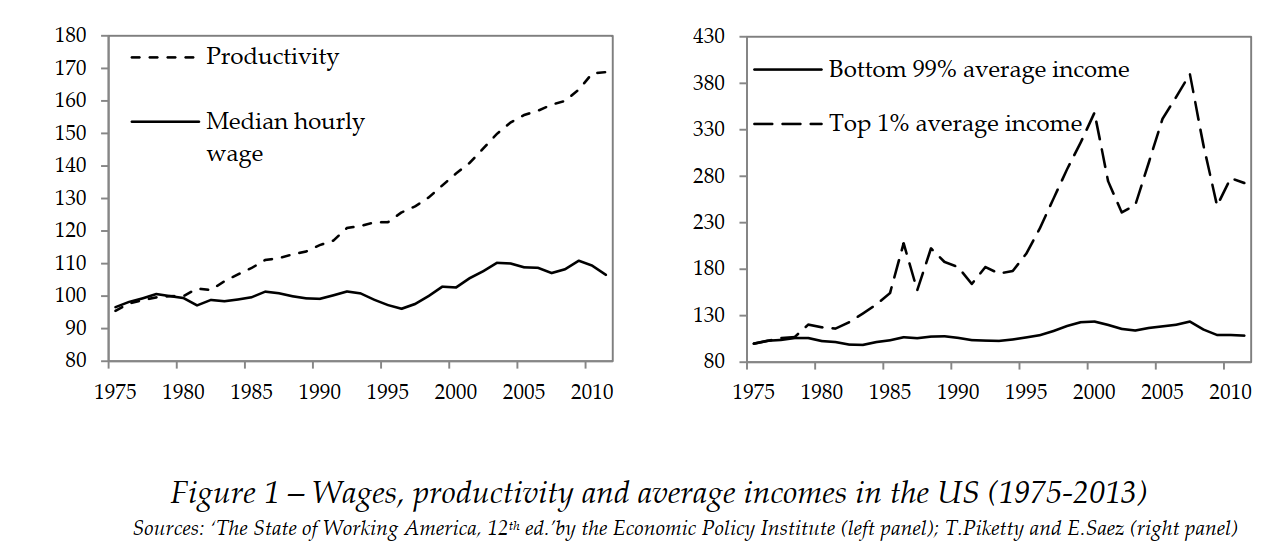 180
170
160
150
140
130
120
110
100
90
80
Productivity
Median hourly
wage
1975 1980 1985 1990 1995 2000 2005 2010
430
380
330
280
230
180
130
80
Bottom 99% average income
Top 1% average income
1975 1980 1985 1990 1995 2000 2005 2010
Figure 1 – Wages, productivity and average incomes in the US (1975-2013)
Sources: ‘The State of Working America, 12th ed.’by the Economic Policy Institute (left panel); T.Piketty and E.Saez (right panel)